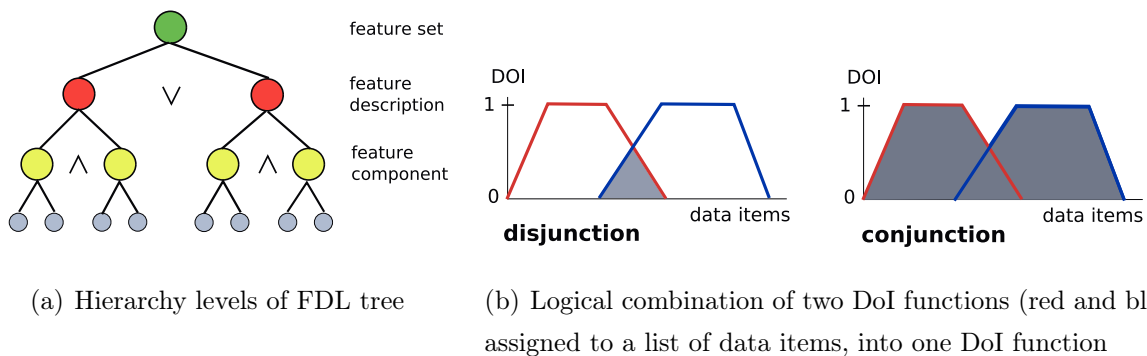 feature set
feature
description
∨
∧
∧
feature
component
DOI
1
0
data items
disjunction
DOI
1
0
data items
conjunction
(a) Hierarchy levels of FDL tree
(b) Logical combination of two DoI functions (red and bl
assigned to a list of data items, into one DoI function